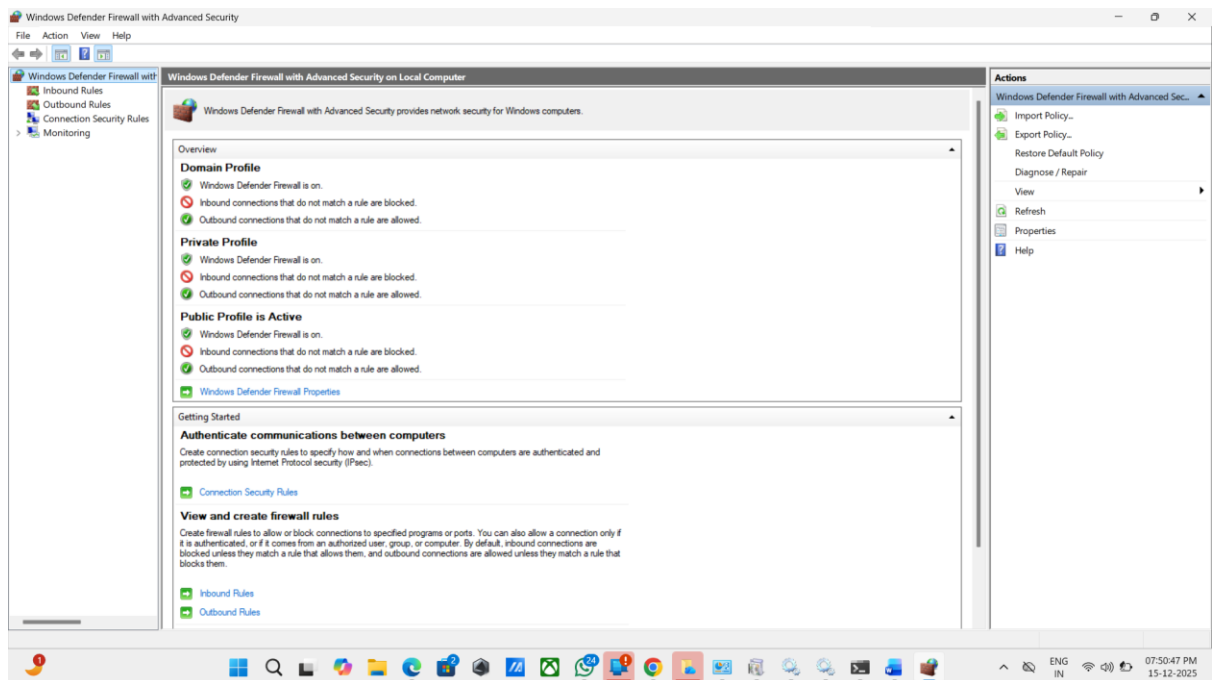 Windows Defender Firewall with Advanced Security
File Action View Help
Windows Defender Firewall with
Inbound Rules
Outbound Rules
Connection Security Rules
Monitoring
Windows Defender Firewall with Advanced Security on Local Computer
Windows Defender Firewall with Advanced Security provides network security for Windows computers.
Overview
Domain Profile
Windows Defender Firewall is on.
Inbound connections that do not match a rule are blocked.
Outbound connections that do not match a rule are allowed.
Private Profile
Windows Defender Firewall is on.
Inbound connections that do not match a rule are blocked.
Outbound connections that do not match a rule are allowed.
Public Profile is Active
Windows Defender Firewall is on.
Inbound connections that do not match a rule are blocked.
Outbound connections that do not match a rule are allowed.
Windows Defender Firewall Properties
Getting Started
Authenticate communications between computers
Create connection security rules to specify how and when connections between computers are authenticated and
protected by using Internet Protocol security (IPsec).
Connection Security Rules
View and create firewall rules
Create firewall rules to allow or block connections to specified programs or ports. You can also allow a connection only if
it is authenticated, or if it comes from an authorized user, group, or computer. By default, inbound connections are
blocked unless they match a rule that allows them, and outbound connections are allowed unless they match a rule that
blocks them.
Inbound Rules
Outbound Rules
Actions
Windows Defender Firewall with Advanced Sec...
Import Policy...
Export Policy...
Restore Default Policy
Diagnose / Repair
View
Refresh
Properties
Help
1
2
29
ENG
IN
07:50:47 PM
15-12-2025